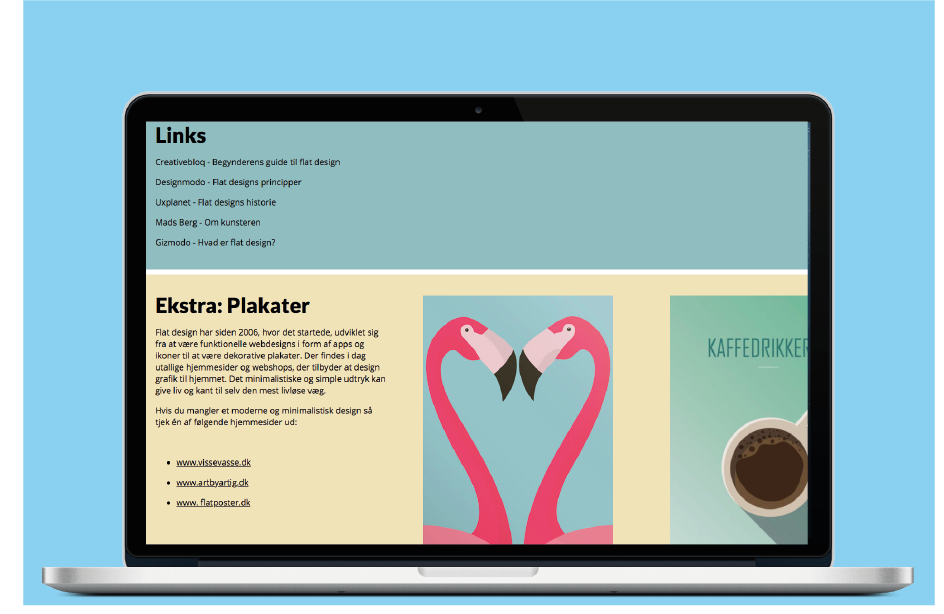 Links
Creativebloq - Begynderens guide til flat design
Designmodo - Flat designs principper
Uxplanet - Flat designs historie
Mads Berg - Om kunsteren
Gizmodo - Hvad er flat design?
Ekstra: Plakater
Flat design har siden 2006, hvor det startede, udviklet sig
fra at være funktionelle webdesigns i form af apps og
ikoner til at være dekorative plakater. Der findes i dag
utallige hjemmesider og webshops, der tilbyder at design
grafik til hjemmet. Det minimalistiske og simple udtryk kan
give liv og kant til selv den mest livløse væg.
Hvis du mangler et moderne og minimalistisk design så
tjek én af følgende hjemmesider ud:
www.vissevasse.dk
www.artbyartig.dk
www. flatposter.dk
KAFFEDRIKKER